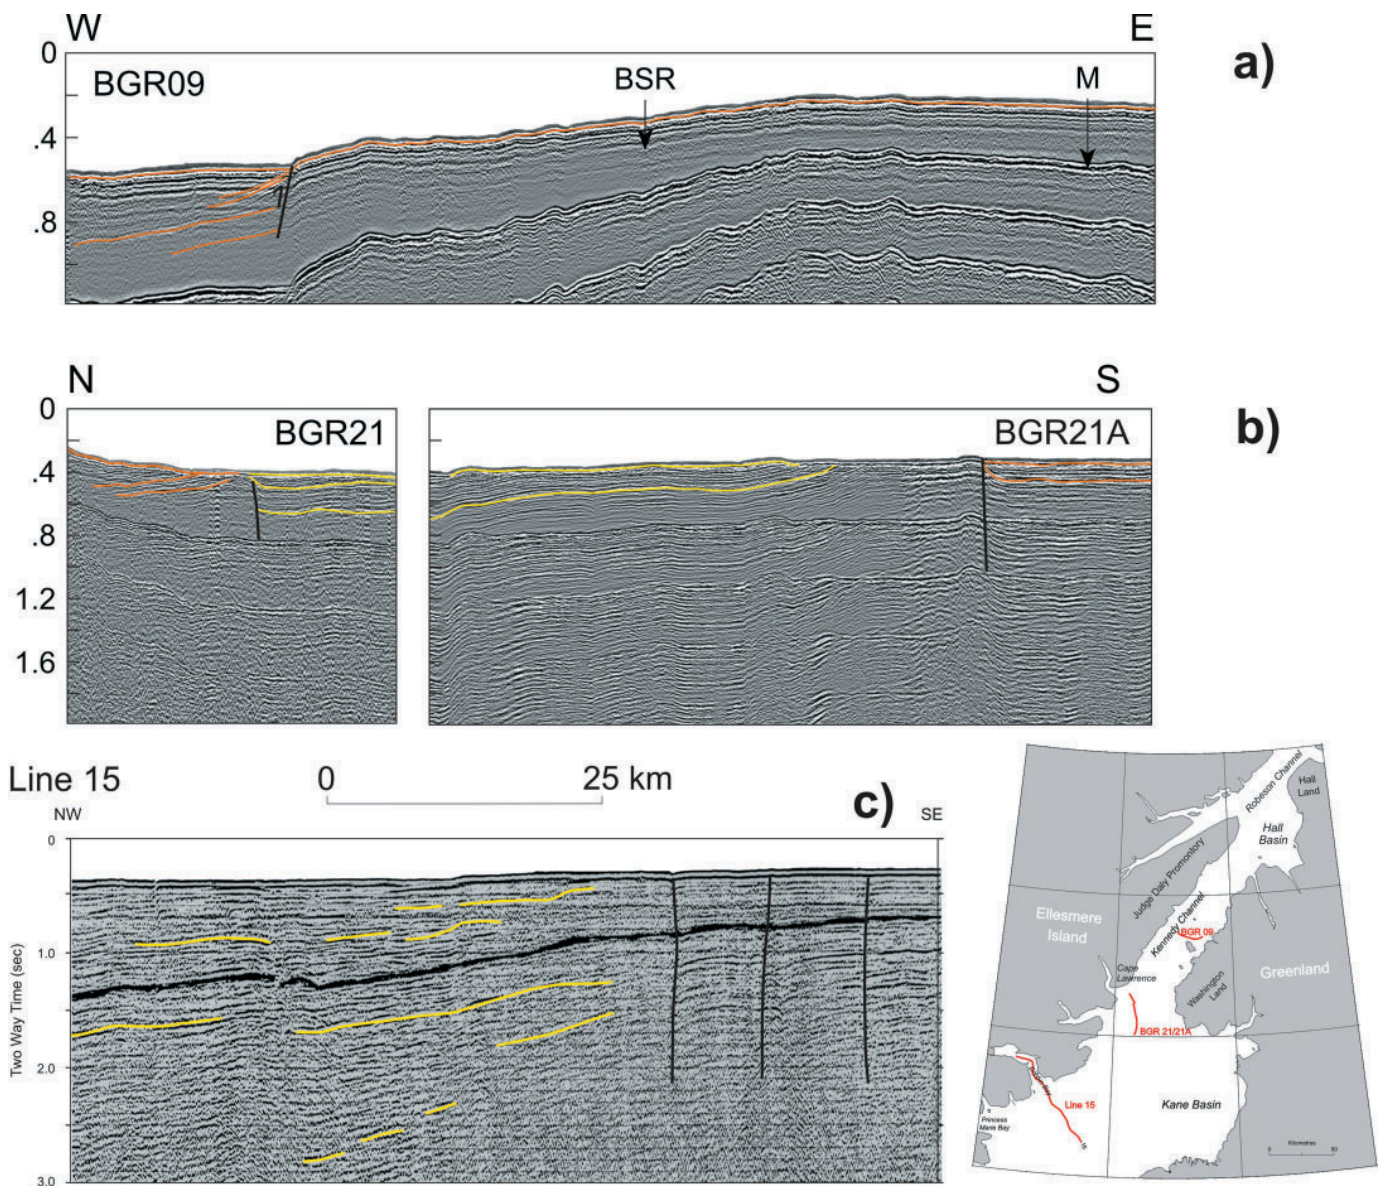 W E
0
BGR09 BSR M a)
.4
.8
N S
0
BGR21 BGR21A b)
.4
.8
1.2
1.6
Line 15 0 25 km c)
NW SE
0
1.0
2.0
3.0
Two Way Time (sec)
Robeson Channel
Hall
Land
Hall
Basin
Judge Daly Promontory
Ellesmere
Island
Kennedy Channel
BGR 09
Cape
Lawrence
Washington
Land
Greenland
BGR 21/21A
Line 15
Kane Basin
Princess
Marie Bay
Kilometres
0 50